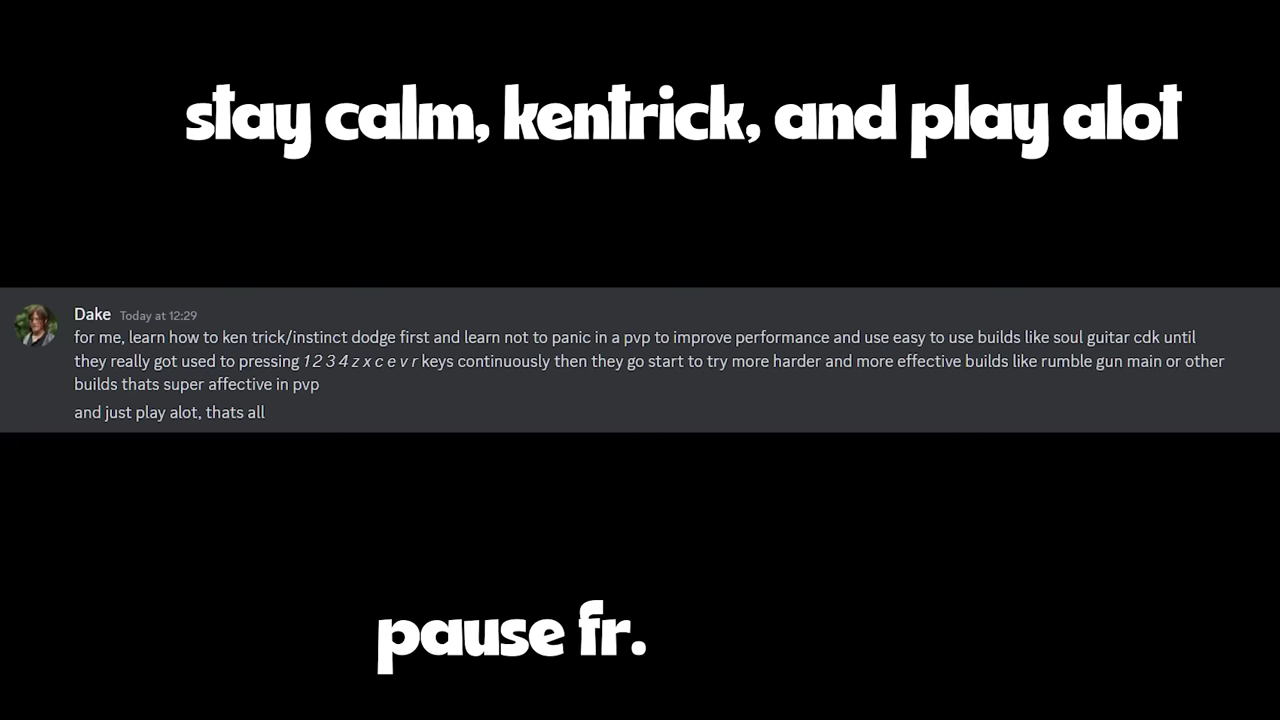 stay calm, kentrick, and play alot
Dake Today at 12:29
for me, learn how to ken trick/instinct dodge first and learn not to panic in a pvp to improve performance and use easy to use builds like soul guitar cdk until
they really got used to pressing 1 2 3 4 z x c e v r keys continuously then they go start to try more harder and more effective builds like rumble gun main or other
builds thats super affective in pvp
and just play alot, thats all
pause fr.